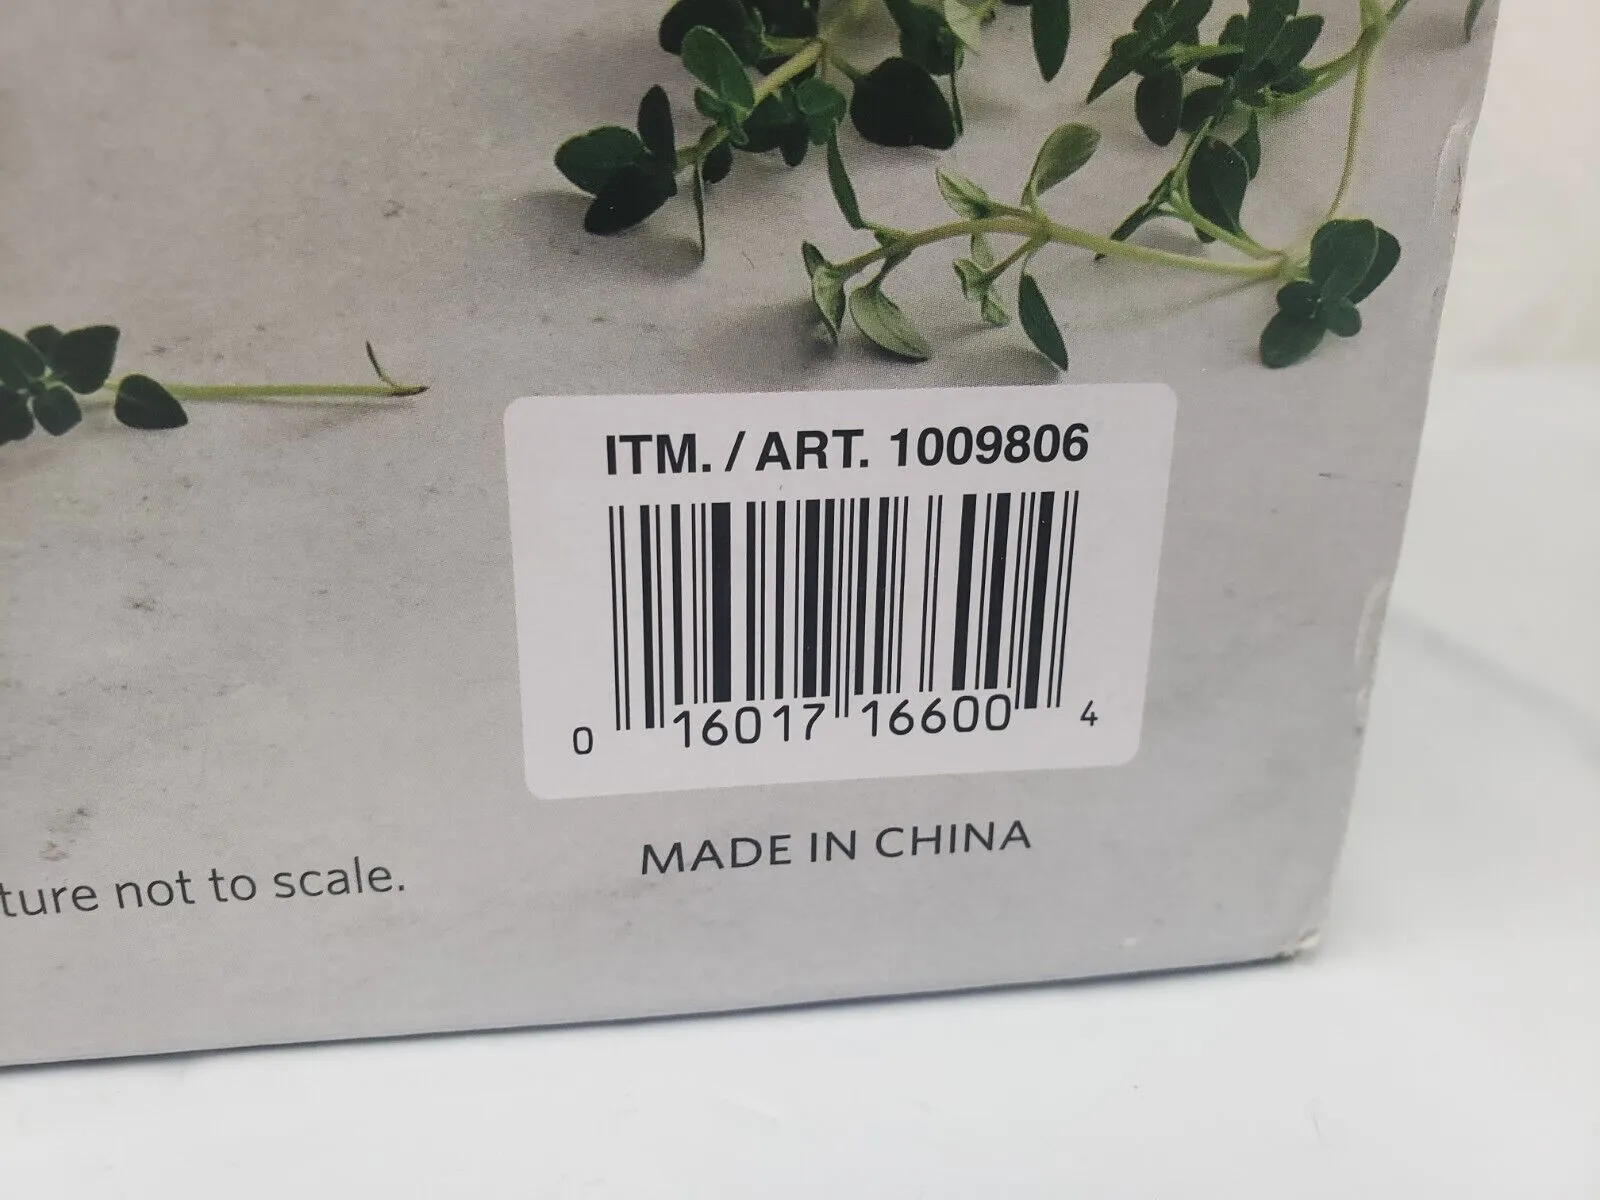 ITM. / ART. 1009806
0 16017 16600 4
MADE IN CHINA
ture not to scale.